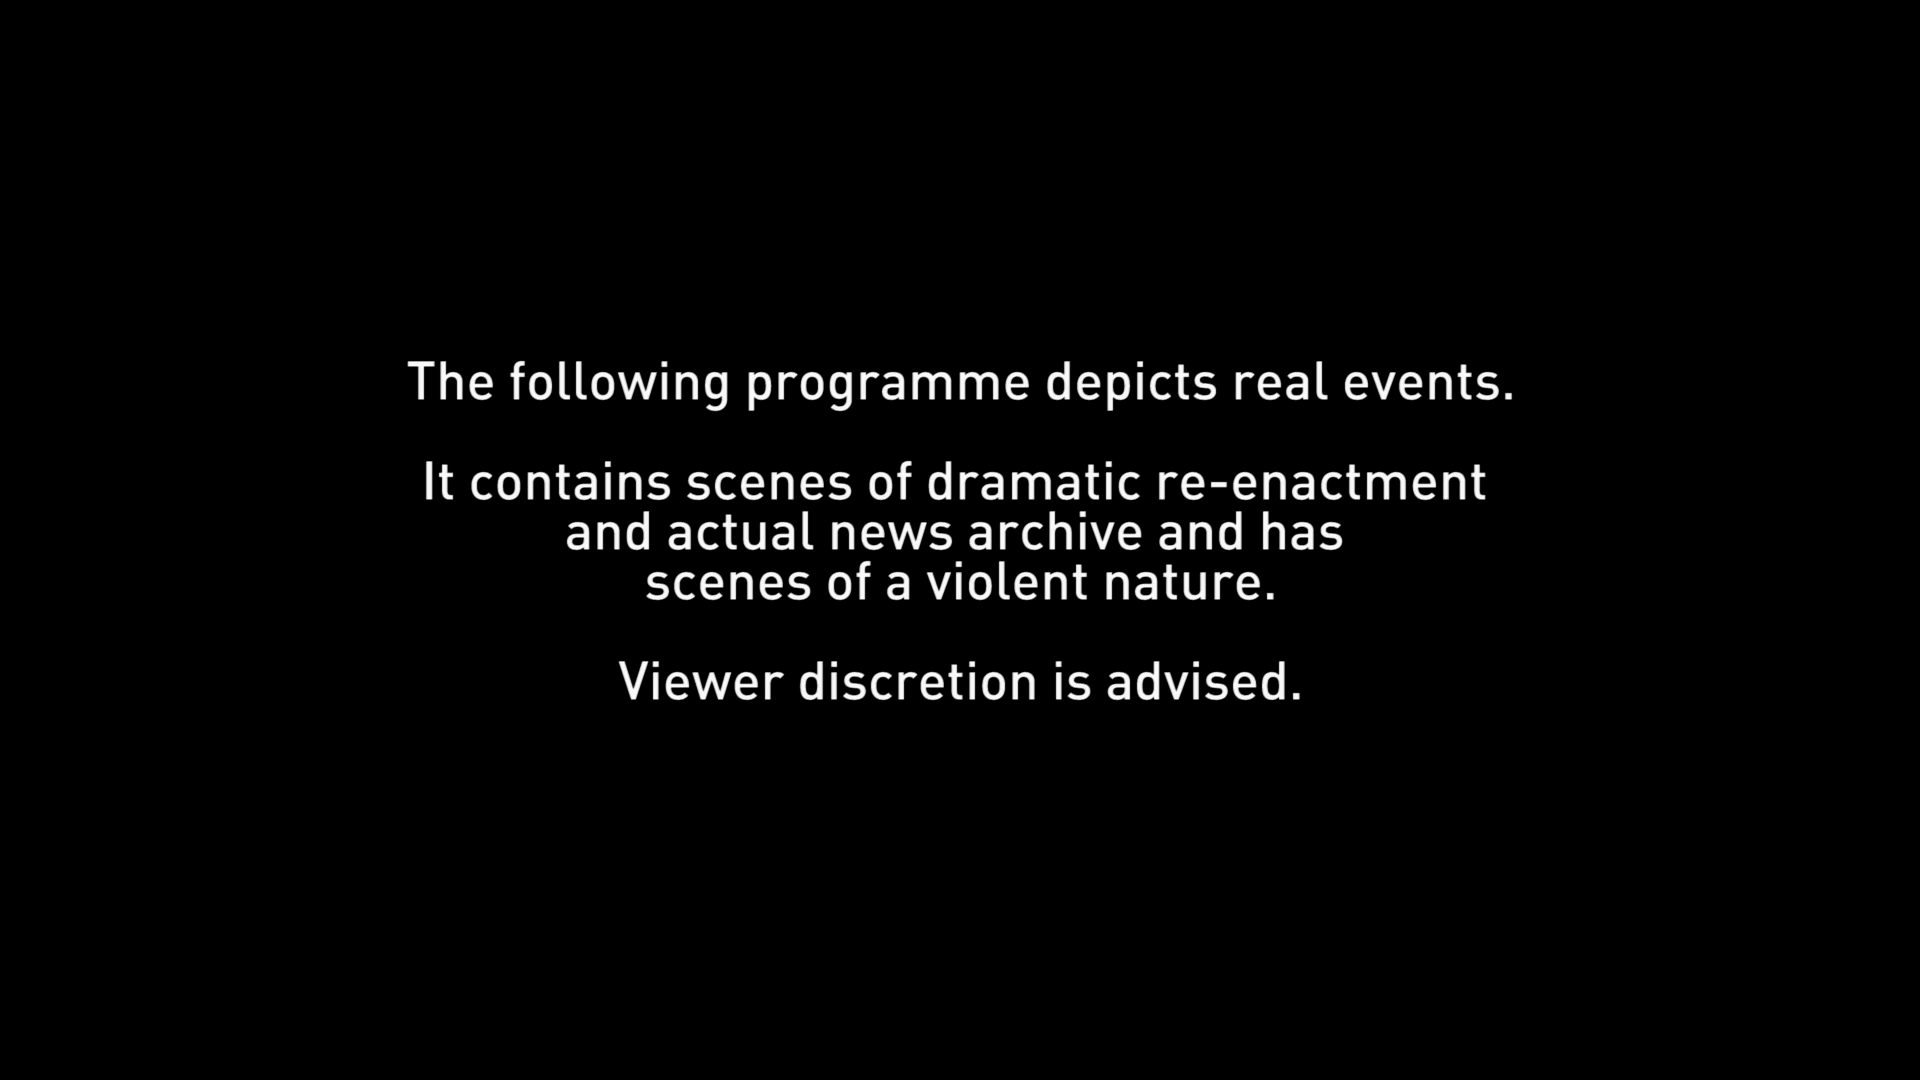 The following programme depicts real events.
It contains scenes of dramatic re-enactment
and actual news archive and has
scenes of a violent nature.
Viewer discretion is advised.